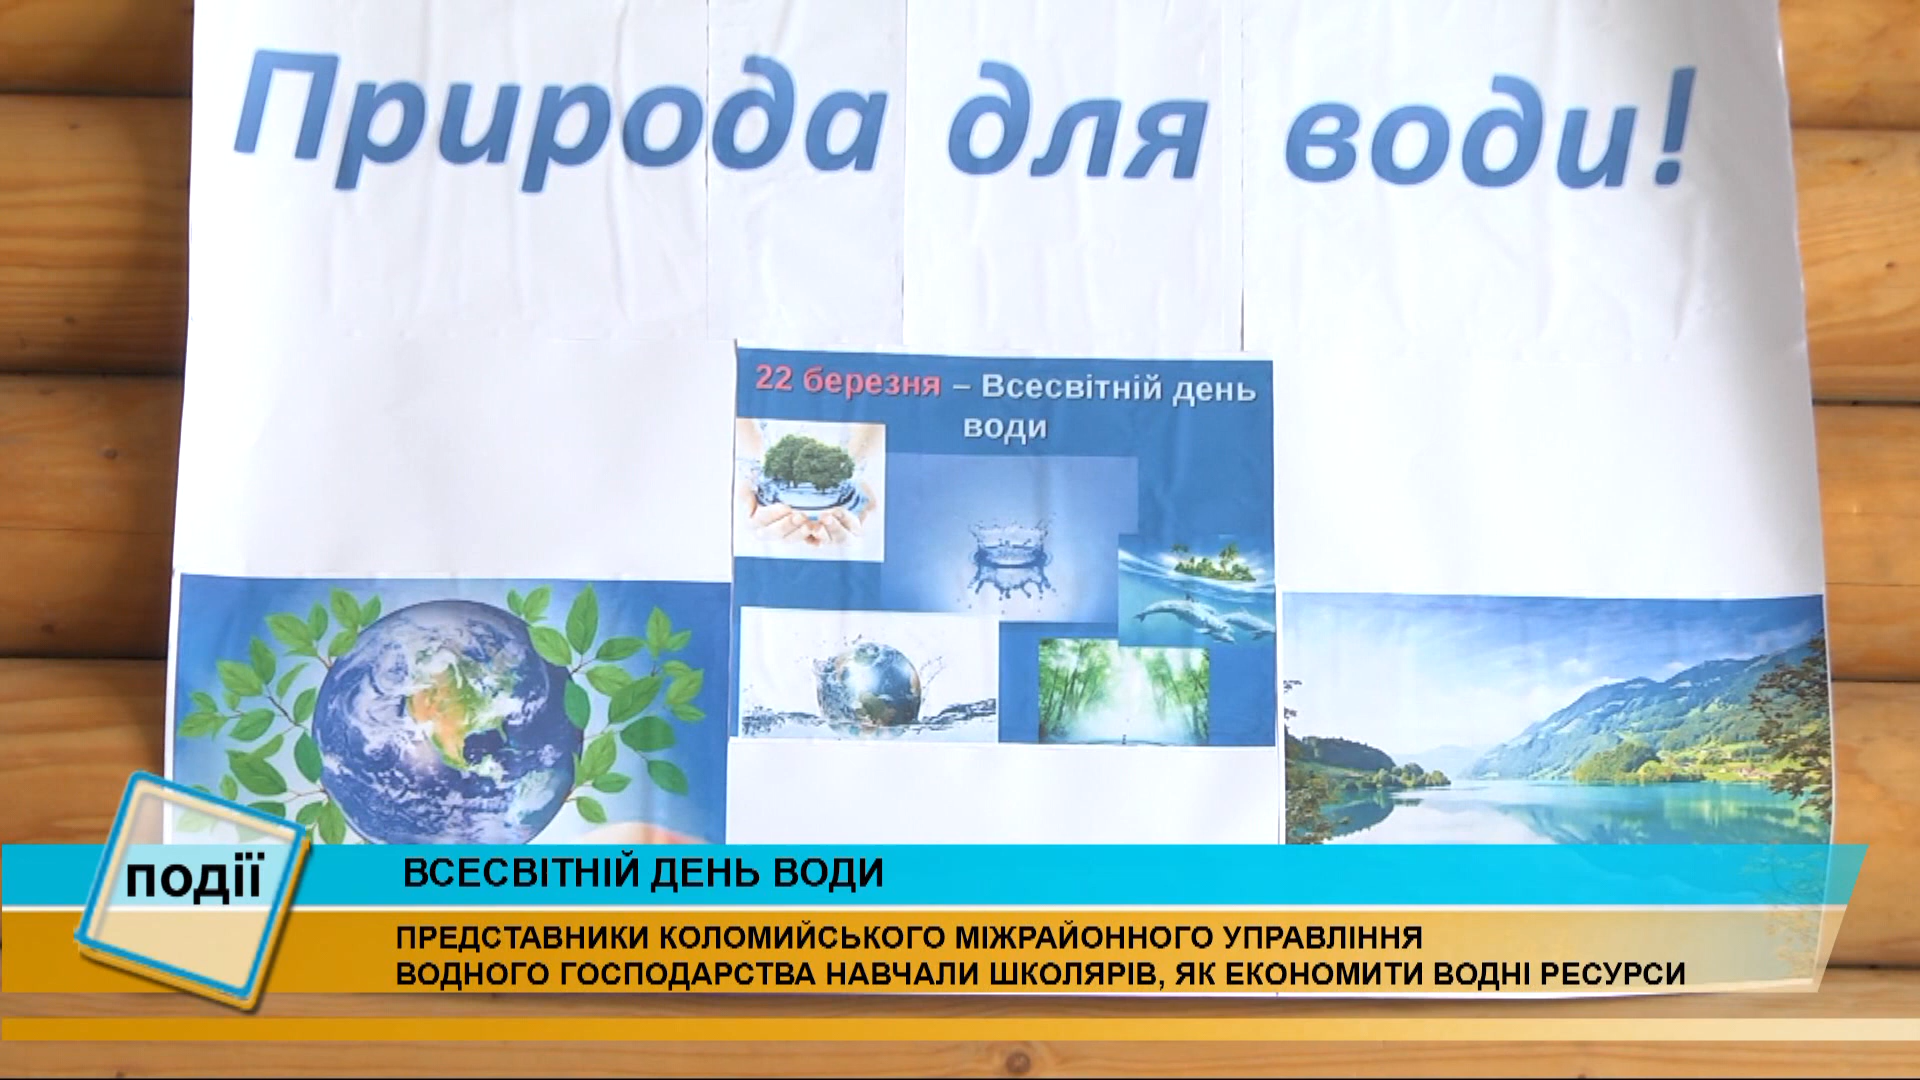 Природа для води!
22 березня – Всесвітній день
води
події
ВСЕСВІТНІЙ ДЕНЬ ВОДИ
ПРЕДСТАВНИКИ КОЛОМИЙСЬКОГО МІЖРАЙОННОГО УПРАВЛІННЯ
ВОДНОГО ГОСПОДАРСТВА НАВЧАЛИ ШКОЛЯРІВ, ЯК ЕКОНОМИТИ ВОДНІ РЕСУРСИ